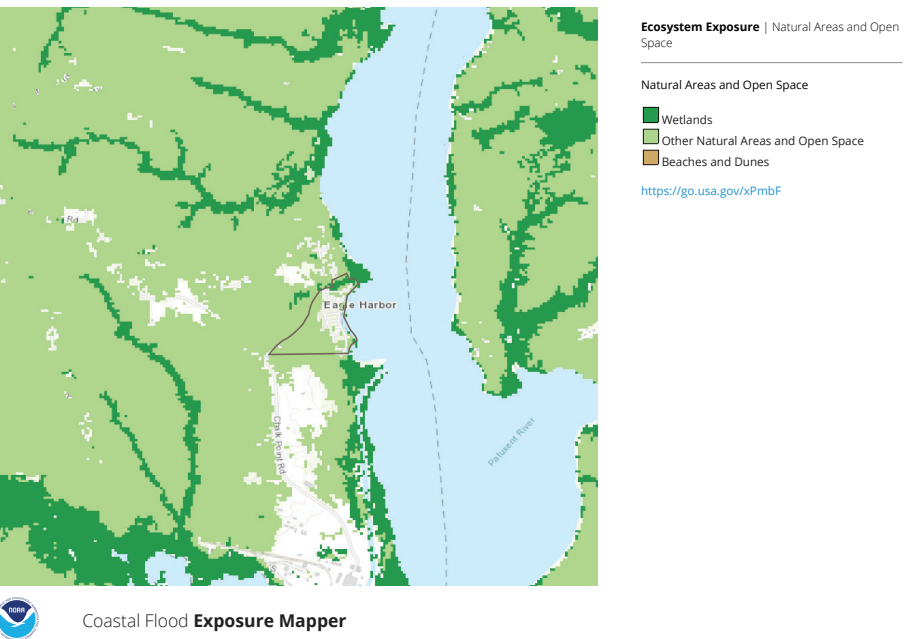 Ecosystem Exposure | Natural Areas and Open
Space
Natural Areas and Open Space
Wetlands
Other Natural Areas and Open Space
Beaches and Dunes
https://go.usa.gov/xPmbF
Rd
Eagle Harbor
Chalk Point Rd
Patuxent River
NOAA
Coastal Flood Exposure Mapper